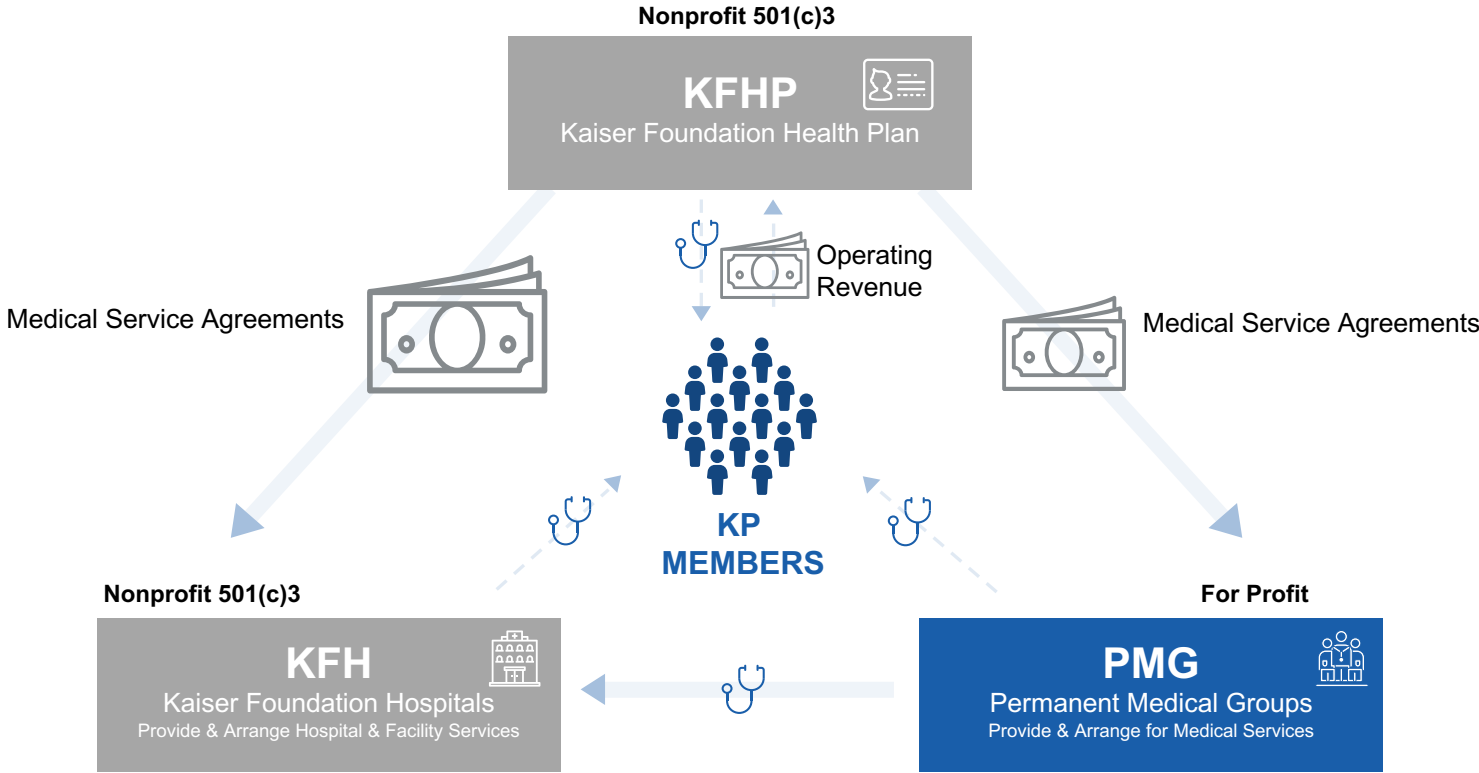 Nonprofit 501(c)3
KFHP
Kaiser Foundation Health Plan
Operating
Revenue
Medical Service Agreements
Medical Service Agreements
KP
MEMBERS
Nonprofit 501(c)3
KFH
Kaiser Foundation Hospitals
Provide & Arrange Hospital & Facility Services
For Profit
PMG
Permanent Medical Groups
Provide & Arrange for Medical Services